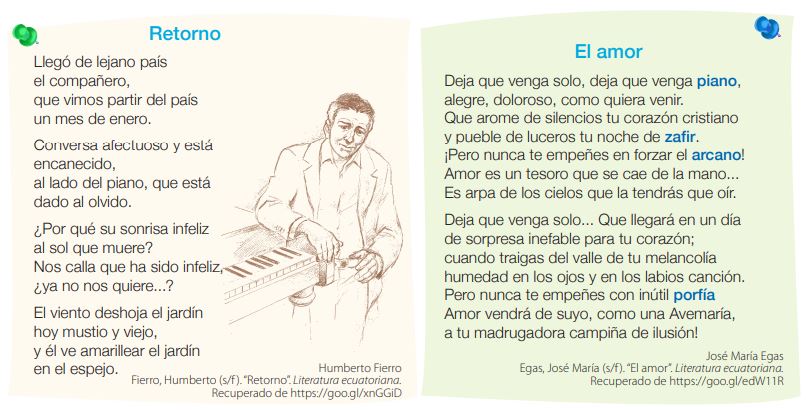 Retorno
Llegó de lejano país
el compañero,
que vimos partir del país
un mes de enero.
Conversa afectuoso y está
encanecido,
al lado del piano, que está
dado al olvido.
¿Por qué su sonrisa infeliz
al sol que muere?
Nos calla que ha sido infeliz,
¿ya no nos quiere...?
El viento deshoja el jardín
hoy mustio y viejo,
y él ve amarillear el jardín
en el espejo.
Humberto Fierro
Fierro, Humberto (s/f). “Retorno”. Literatura ecuatoriana.
Recuperado de https://goo.gl/xnGGiD
El amor
Deja que venga solo, deja que venga piano,
alegre, doloroso, como quiera venir.
Que arome de silencios tu corazón cristiano
y pueble de luceros tu noche de zafir.
¡Pero nunca te empeñes en forzar el arcano!
Amor es un tesoro que se cae de la mano...
Es arpa de los cielos que la tendrás que oír.
Deja que venga solo... Que llegará en un día
de sorpresa inefable para tu corazón;
cuando traigas del valle de tu melancolía
humedad en los ojos y en los labios canción.
Pero nunca te empeñes con inútil porfía
Amor vendrá de suyo, como una Avemaría,
a tu madrugadora campiña de ilusión!
José María Egas
Egas, José María (s/f). “El amor”. Literatura ecuatoriana.
Recuperado de https://goo.gl/edW11R